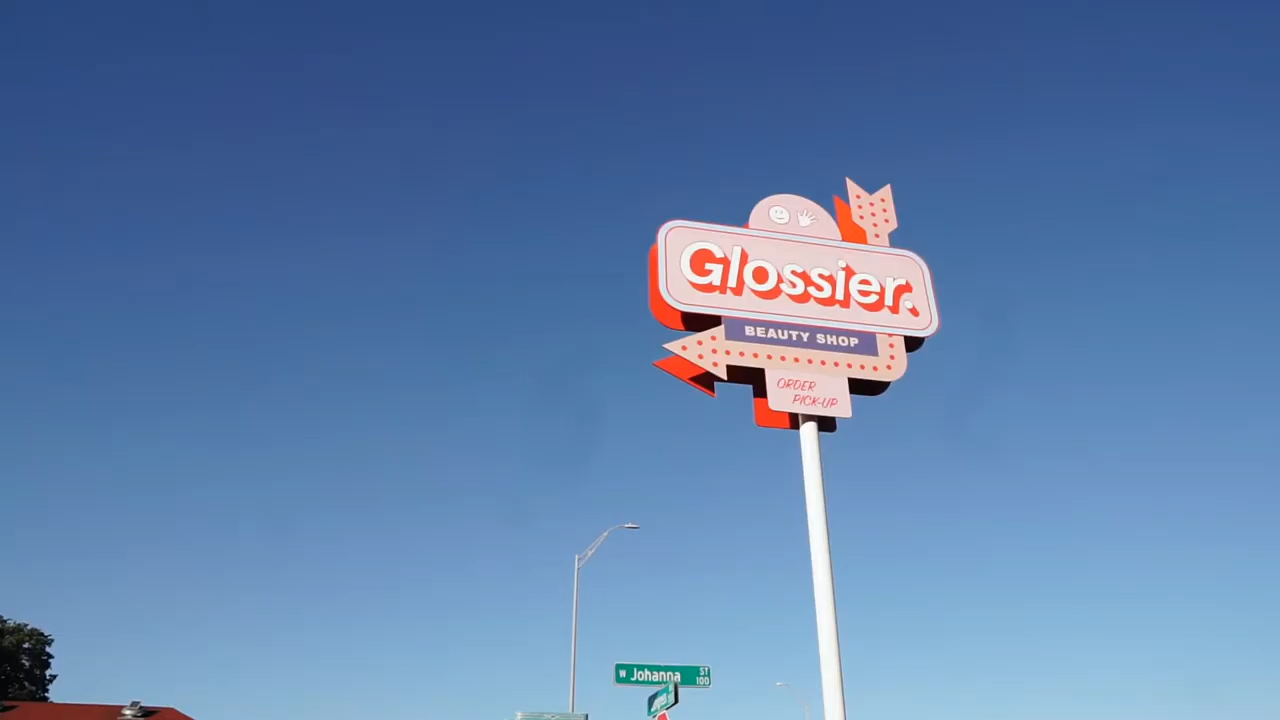 Glossier.
BEAUTY SHOP
ORDER
PICK-UP
W Johanna ST
100